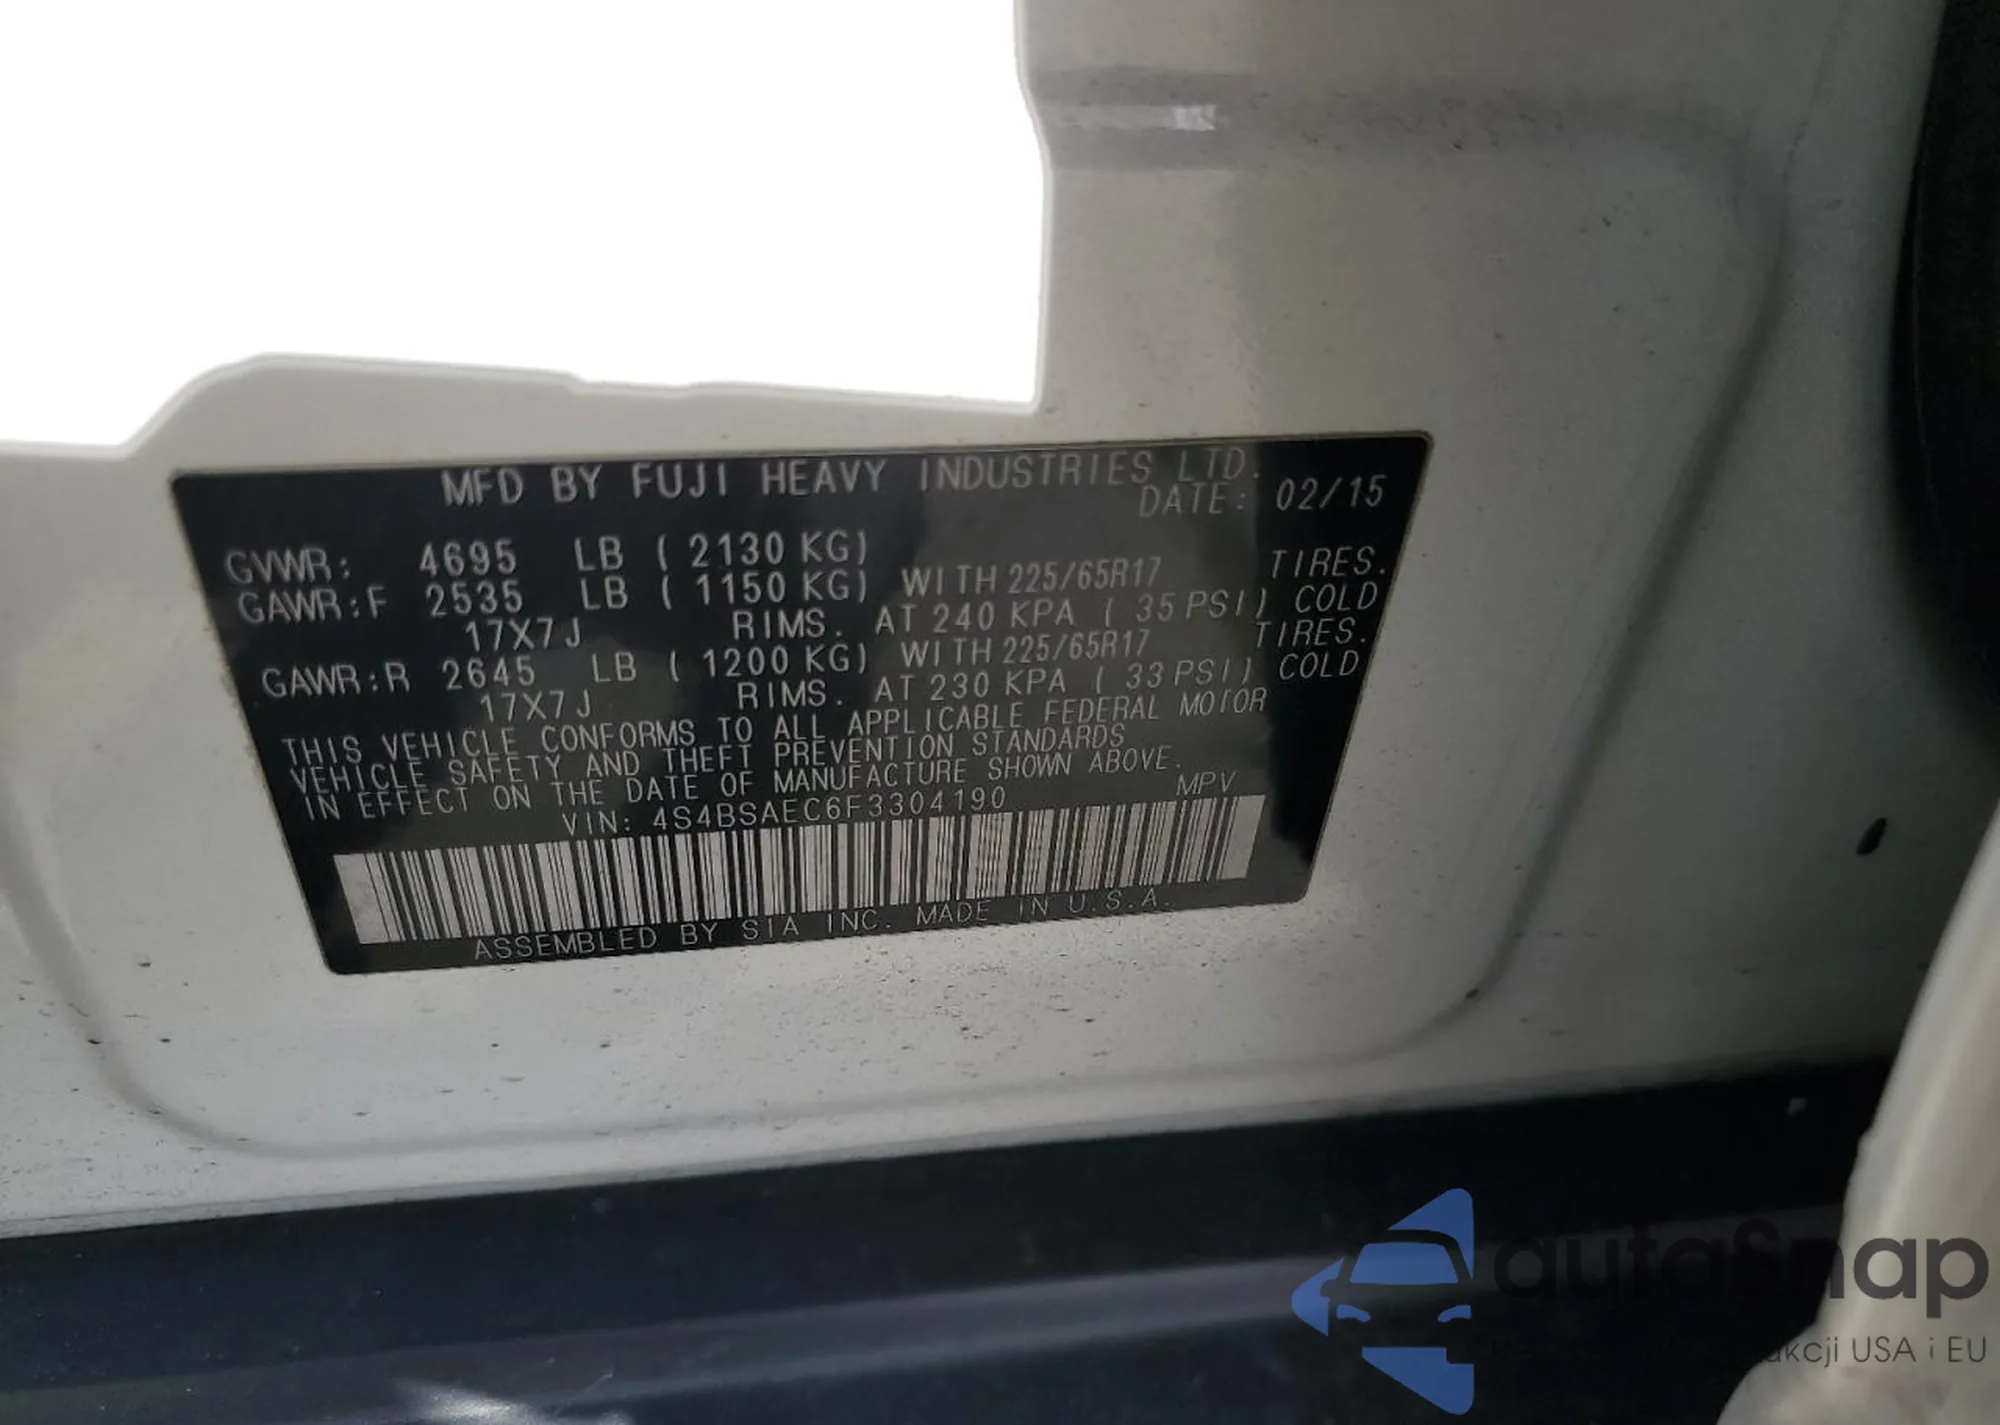 MFD BY FUJI HEAVY INDUSTRIES LTD.
DATE: 02/15
GVWR: 4695 LB ( 2130 KG)
GAWR:F 2535 LB ( 1150 KG) WITH 225/65R17 TIRES.
17X7J RIMS. AT 240 KPA ( 35 PSI) COLD
GAWR:R 2645 LB ( 1200 KG) WITH 225/65R17 TIRES.
17X7J RIMS. AT 230 KPA ( 33 PSI) COLD
THIS VEHICLE CONFORMS TO ALL APPLICABLE FEDERAL MOTOR
VEHICLE SAFETY AND THEFT PREVENTION STANDARDS
IN EFFECT ON THE DATE OF MANUFACTURE SHOWN ABOVE.
VIN: 4S4BSAEC6F3304190 MPV
ASSEMBLED BY SIA INC. MADE IN U.S.A.
autoSnap
USA i EU